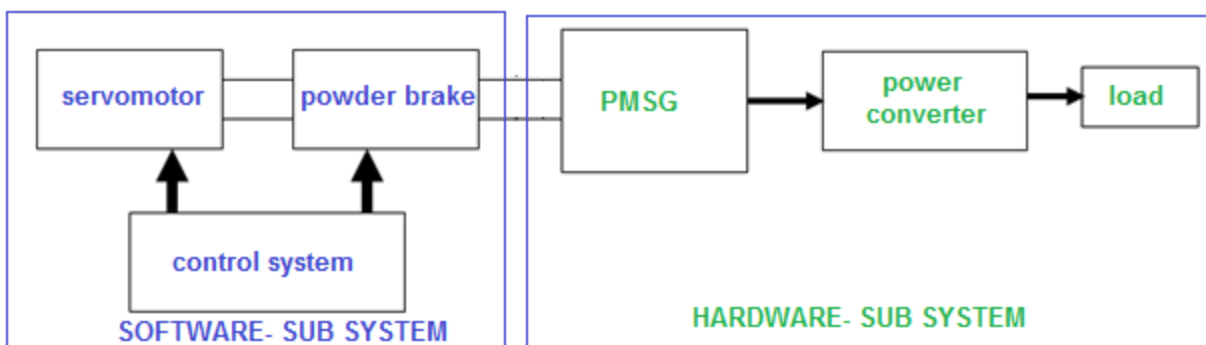 servomotor
powder brake
PMSG
power
converter
load
control system
SOFTWARE- SUB SYSTEM
HARDWARE- SUB SYSTEM